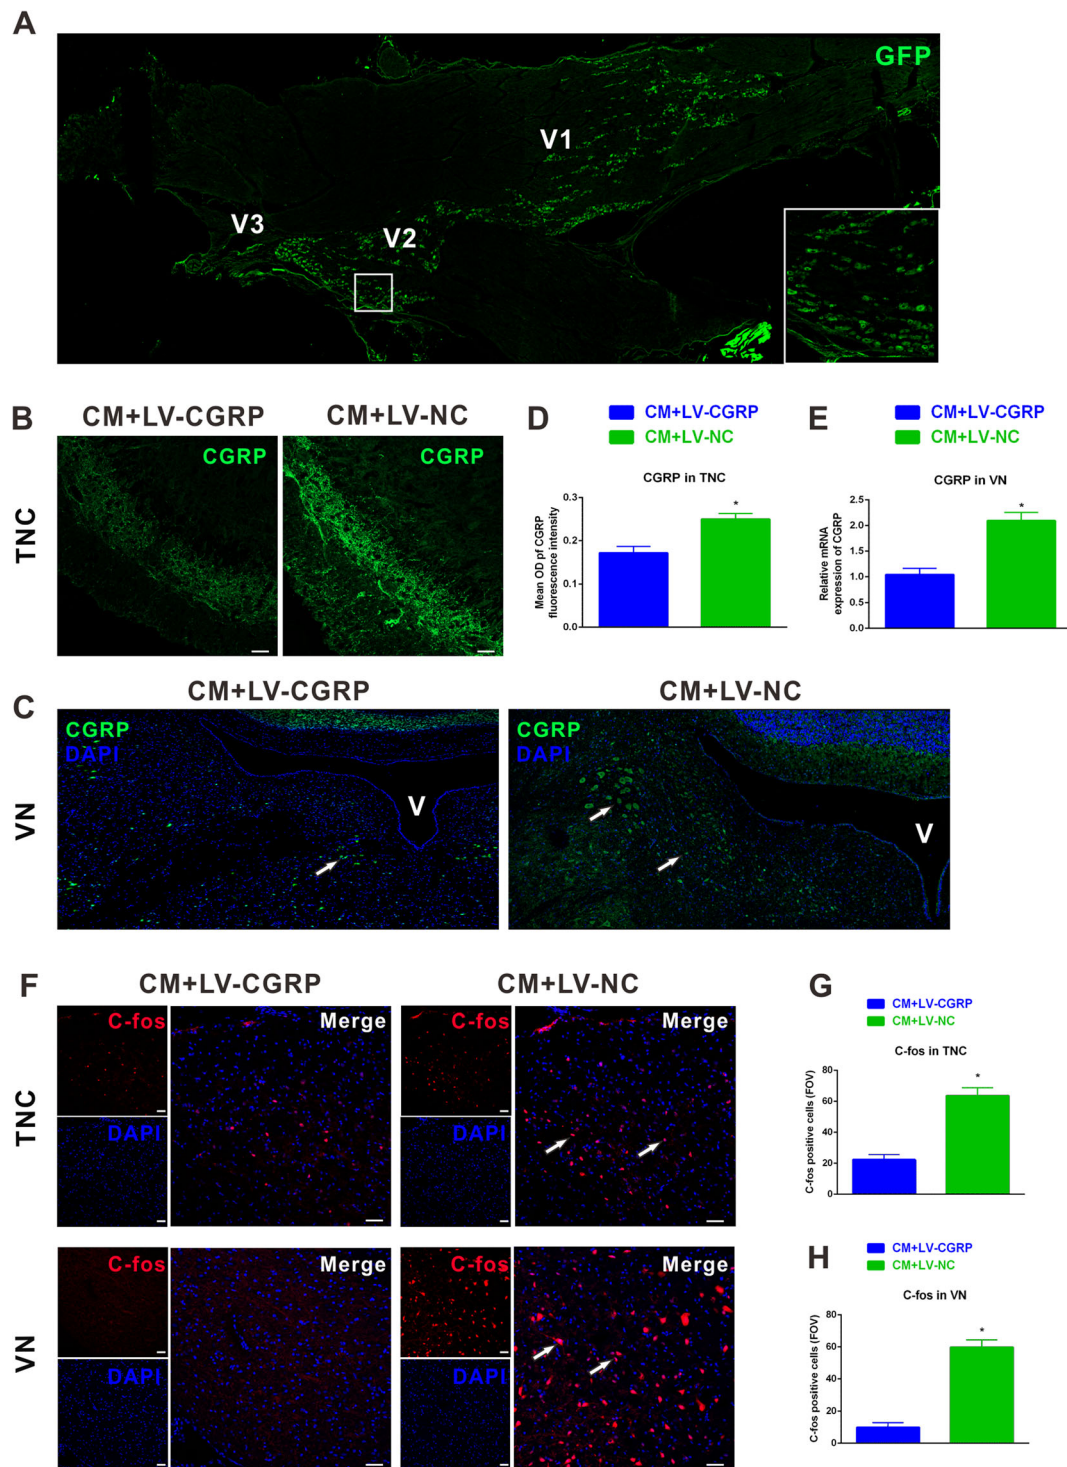 A
GFP
V1
V3
V2
B
CM+LV-CGRP
CM+LV-NC
TNC
CGRP
CGRP
D
CM+LV-CGRP
CM+LV-NC
CGRP in TNC
Mean OD pf CGRP
fluorescence intensity
0.3
0.2
0.1
0.0
*
E
CM+LV-CGRP
CM+LV-NC
CGRP in VN
Relative mRNA
expression of CGRP
2.5
2.0
1.5
1.0
0.5
0.0
*
C
CM+LV-CGRP
CM+LV-NC
VN
CGRP
DAPI
V
CGRP
DAPI
V
F
CM+LV-CGRP
CM+LV-NC
TNC
C-fos
Merge
DAPI
C-fos
Merge
DAPI
VN
C-fos
Merge
DAPI
C-fos
Merge
DAPI
G
CM+LV-CGRP
CM+LV-NC
C-fos in TNC
C-fos positive cells (FOV)
80
60
40
20
0
*
H
CM+LV-CGRP
CM+LV-NC
C-fos in VN
C-fos positive cells (FOV)
80
60
40
20
0
*